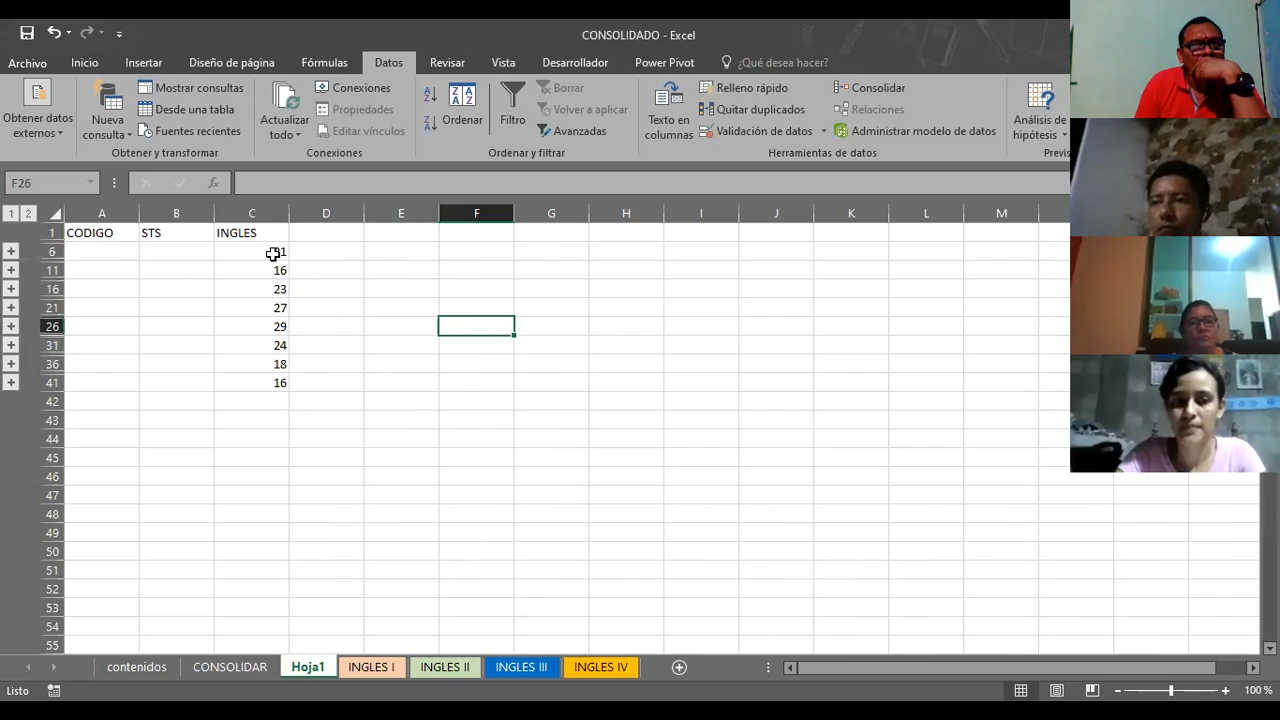 CONSOLIDADO - Excel
Archivo Inicio Insertar Diseño de página Fórmulas Datos Revisar Vista Desarrollador Power Pivot ¿Qué desea hacer?
Obtener datos externos
Nueva consulta
Mostrar consultas
Desde una tabla
Fuentes recientes
Obtener y transformar
Actualizar todo
Conexiones
Propiedades
Editar vínculos
Conexiones
Ordenar
Filtro
Borrar
Volver a aplicar
Avanzadas
Ordenar y filtrar
Texto en columnas
Relleno rápido
Quitar duplicados
Validación de datos
Consolidar
Relaciones
Administrar modelo de datos
Herramientas de datos
Análisis de hipótesis
F26 fx
1 2 A B C D E F G H I J K L M
1 CODIGO STS INGLES
6
11 16
16 23
21 27
26 29
31 24
36 18
41 16
42
43
44
45
46
47
48
49
50
51
52
53
54
55
contenidos CONSOLIDAR Hoja1 INGLES I INGLES II INGLES III INGLES IV
Listo 100 %